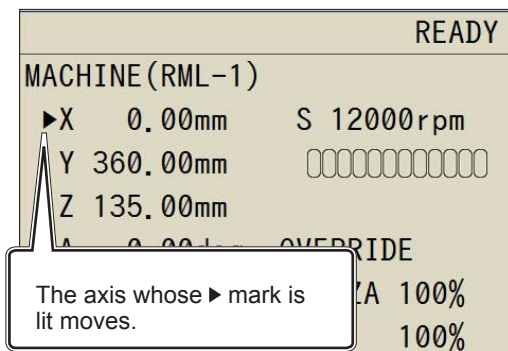 READY
MACHINE(RML-1)
▶X 0.00mm S 12000rpm
Y 360.00mm
Z 135.00mm
OVERRIDE
The axis whose ▶ mark is
lit moves.
ZA 100%
100%